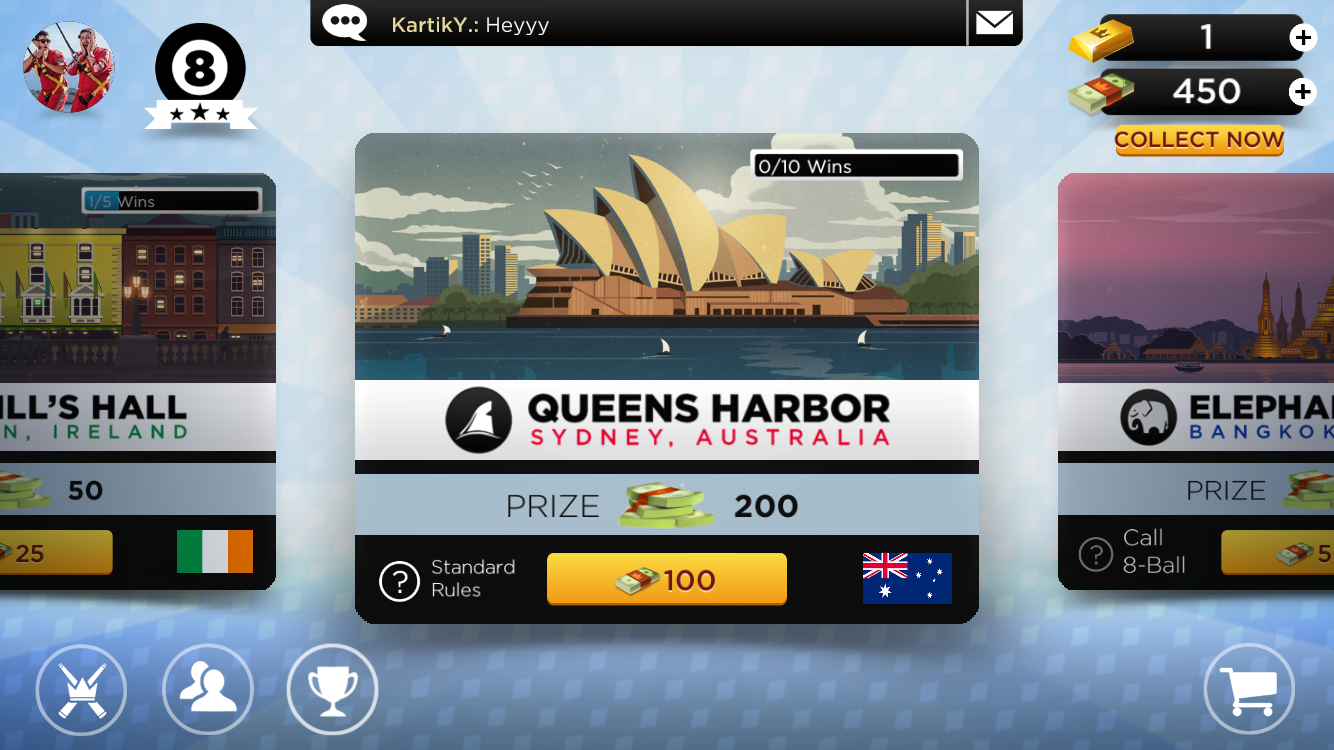 KartikY.: Heyyy
8
1
450
COLLECT NOW
1/5 Wins
ILL'S HALL
N, IRELAND
50
25
0/10 Wins
QUEENS HARBOR
SYDNEY, AUSTRALIA
PRIZE 200
? Standard
Rules
100
ELEPHA
BANGKOK
PRIZE
? Call
8-Ball
5